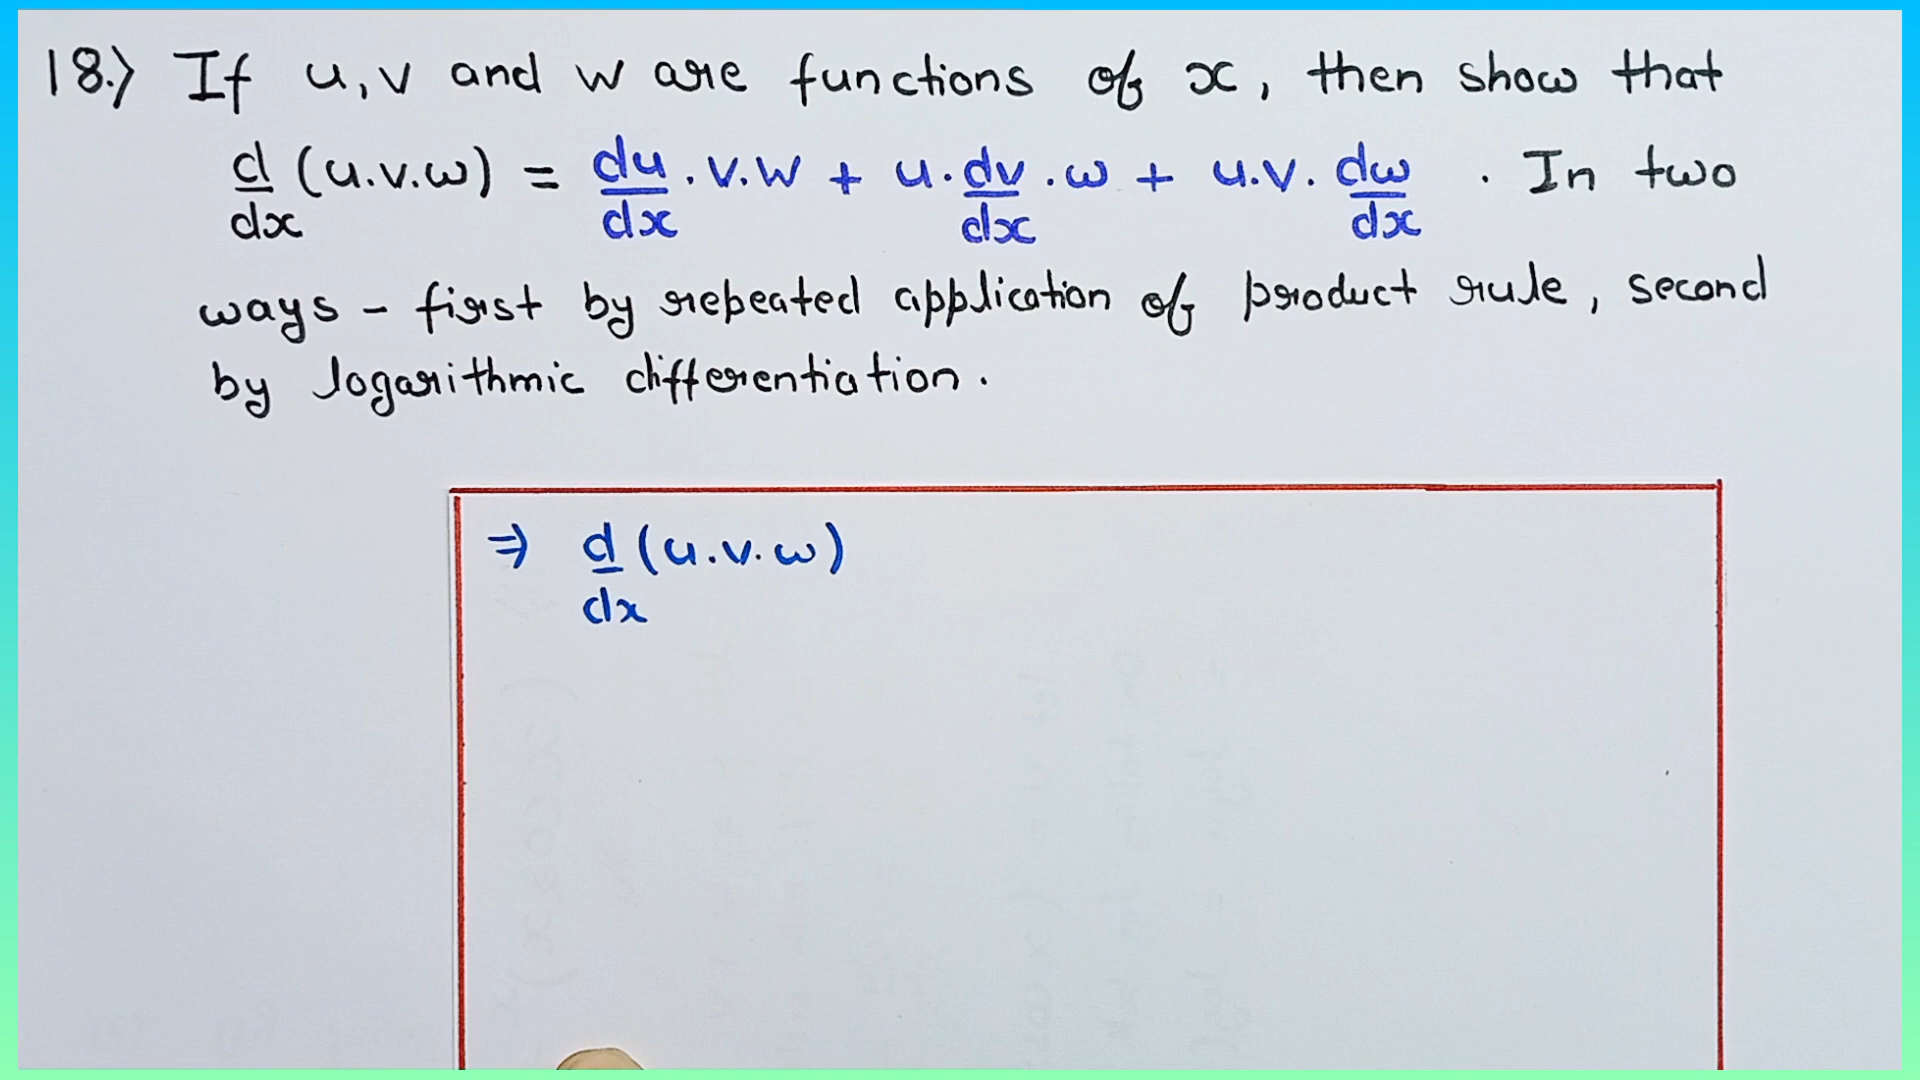 18.) If u, v and w are functions of x, then show that
d/dx (u.v.w) = du/dx . v.w + u. dv/dx .w + u.v. dw/dx . In two
ways - first by repeated application of product rule, second
by logarithmic differentiation.
⇒ d/dx (u.v.w)